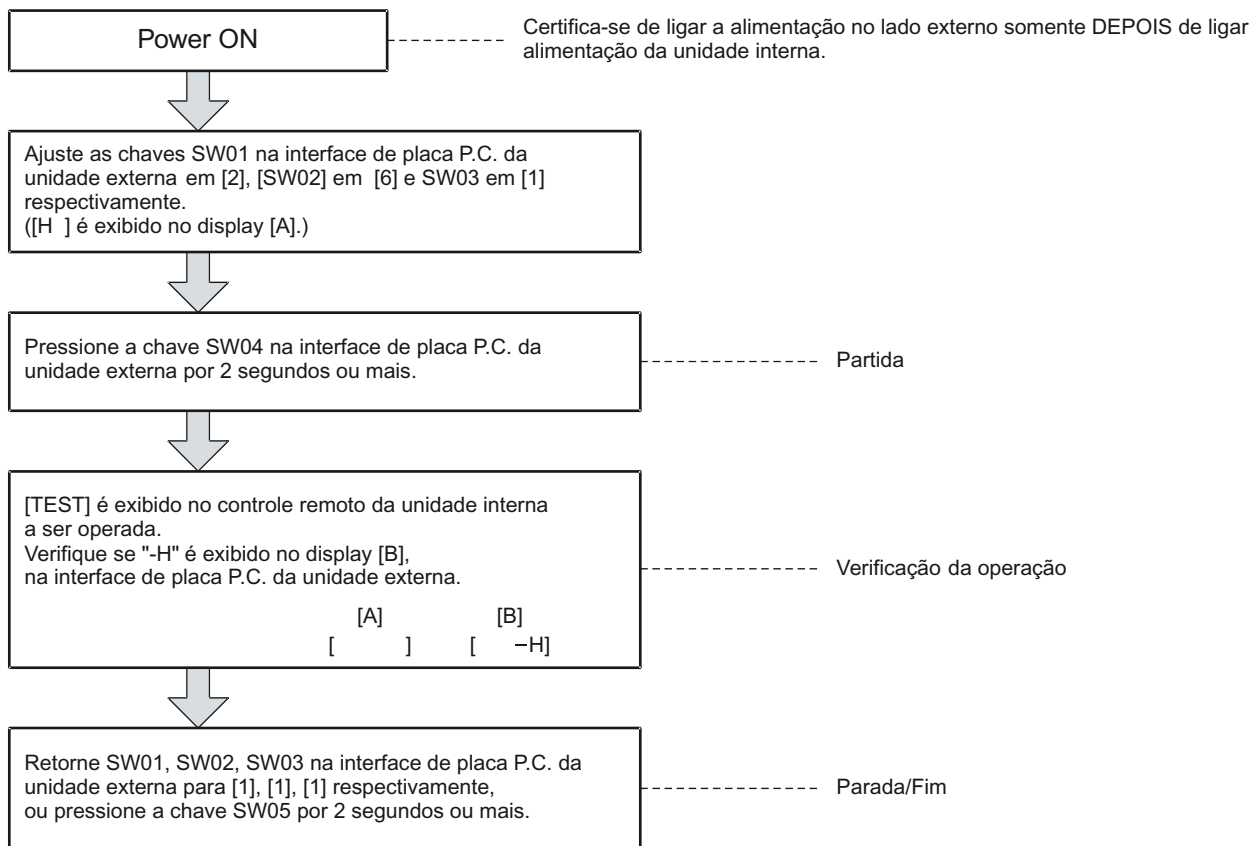 Power ON
Certifica-se de ligar a alimentação no lado externo somente DEPOIS de ligar
alimentação da unidade interna.
Ajuste as chaves SW01 na interface de placa P.C. da
unidade externa em [2], [SW02] em [6] e SW03 em [1]
respectivamente.
([H ] é exibido no display [A].)
Pressione a chave SW04 na interface de placa P.C. da
unidade externa por 2 segundos ou mais.
Partida
[TEST] é exibido no controle remoto da unidade interna
a ser operada.
Verifique se "-H" é exibido no display [B],
na interface de placa P.C. da unidade externa.
[A] [B]
[ ] [ –H]
Verificação da operação
Retorne SW01, SW02, SW03 na interface de placa P.C. da
unidade externa para [1], [1], [1] respectivamente,
ou pressione a chave SW05 por 2 segundos ou mais.
Parada/Fim